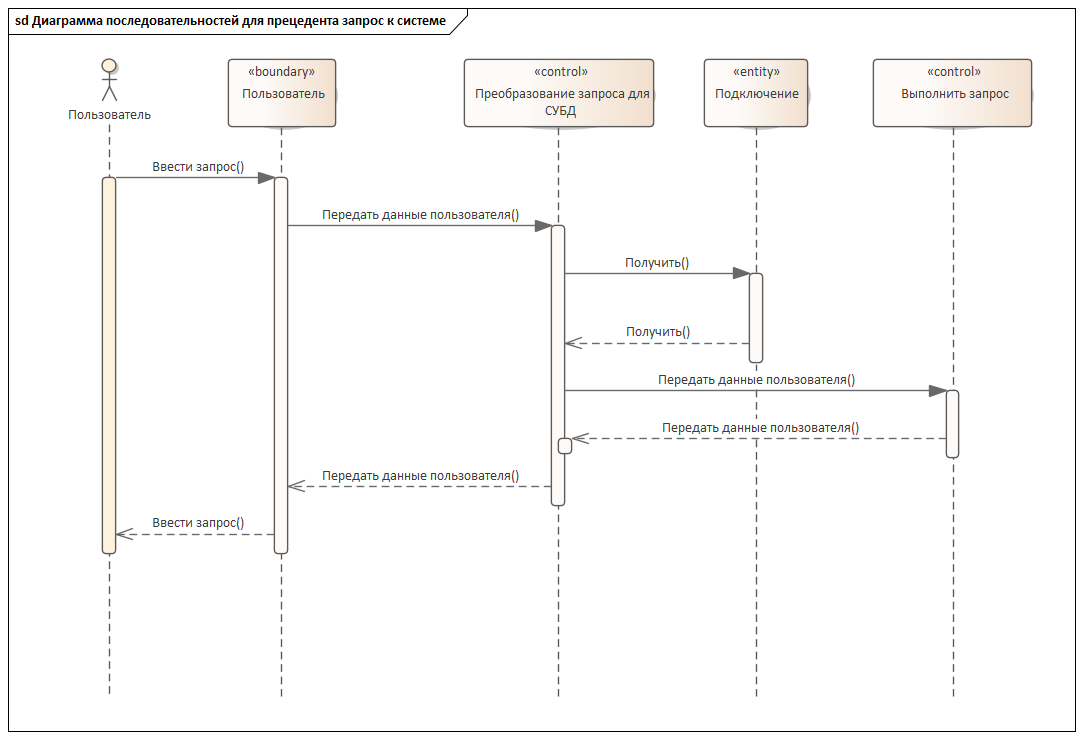 sd Диаграмма последовательностей для прецедента запрос к системе
Пользователь
«boundary»
Пользователь
«control»
Преобразование запроса для
СУБД
«entity»
Подключение
«control»
Выполнить запрос
Ввести запрос()
Передать данные пользователя()
Получить()
Получить()
Передать данные пользователя()
Передать данные пользователя()
Передать данные пользователя()
Ввести запрос()